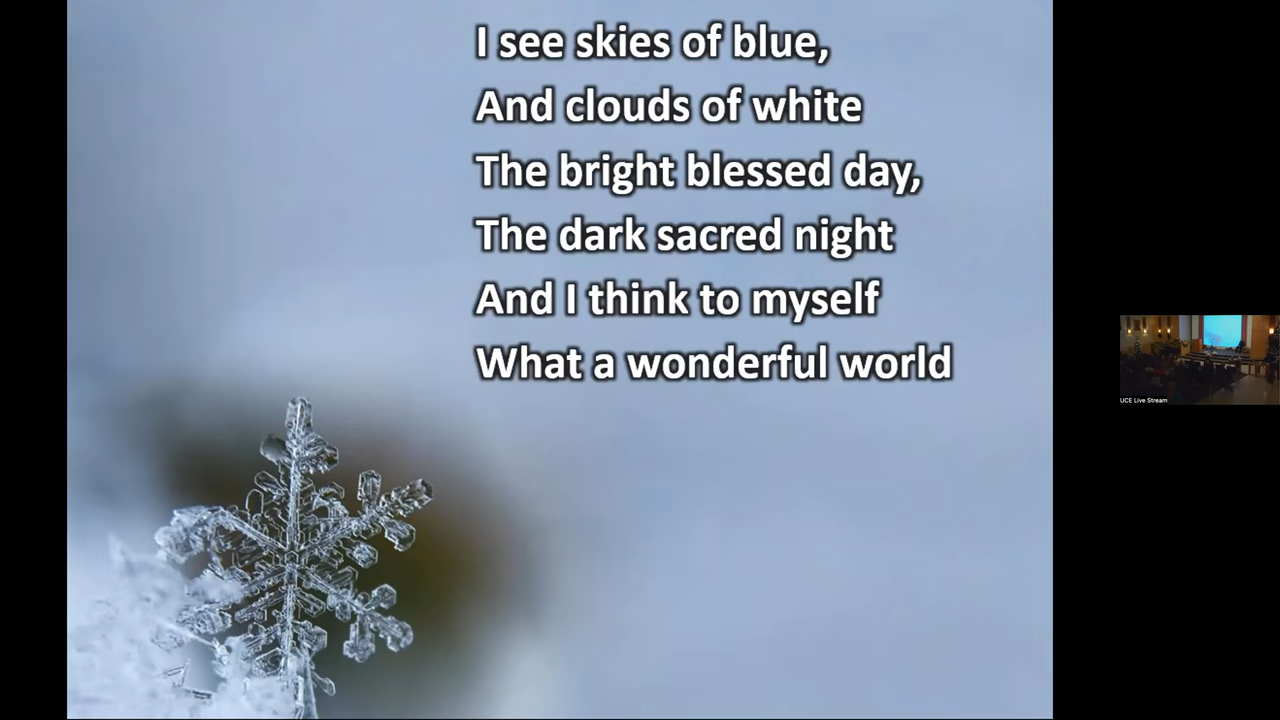 I see skies of blue,
And clouds of white
The bright blessed day,
The dark sacred night
And I think to myself
What a wonderful world
UCE Live Stream